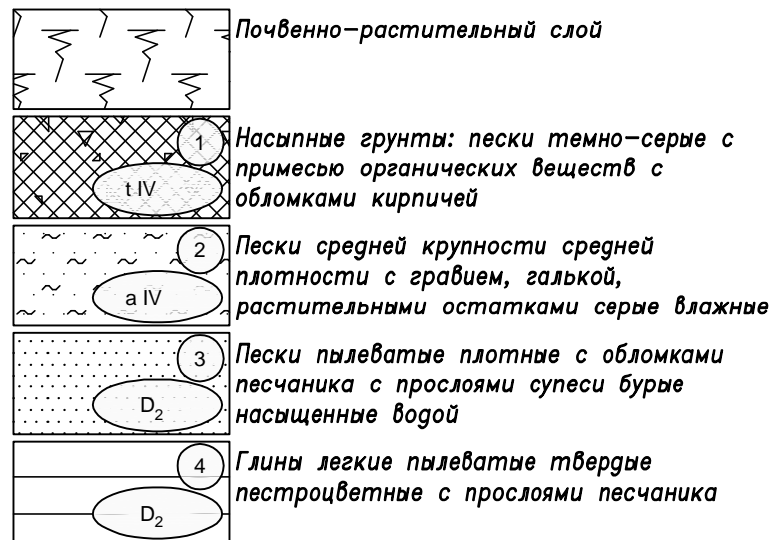 Почвенно-растительный слой
1
t IV
Насыпные грунты: пески темно-серые с
примесью органических веществ с
обломками кирпичей
2
a IV
Пески средней крупности средней
плотности с гравием, галькой,
растительными остатками серые влажные
3
D2
Пески пылеватые плотные с обломками
песчаника с прослоями супеси бурые
насыщенные водой
4
D2
Глины легкие пылеватые твердые
пестроцветные с прослоями песчаника